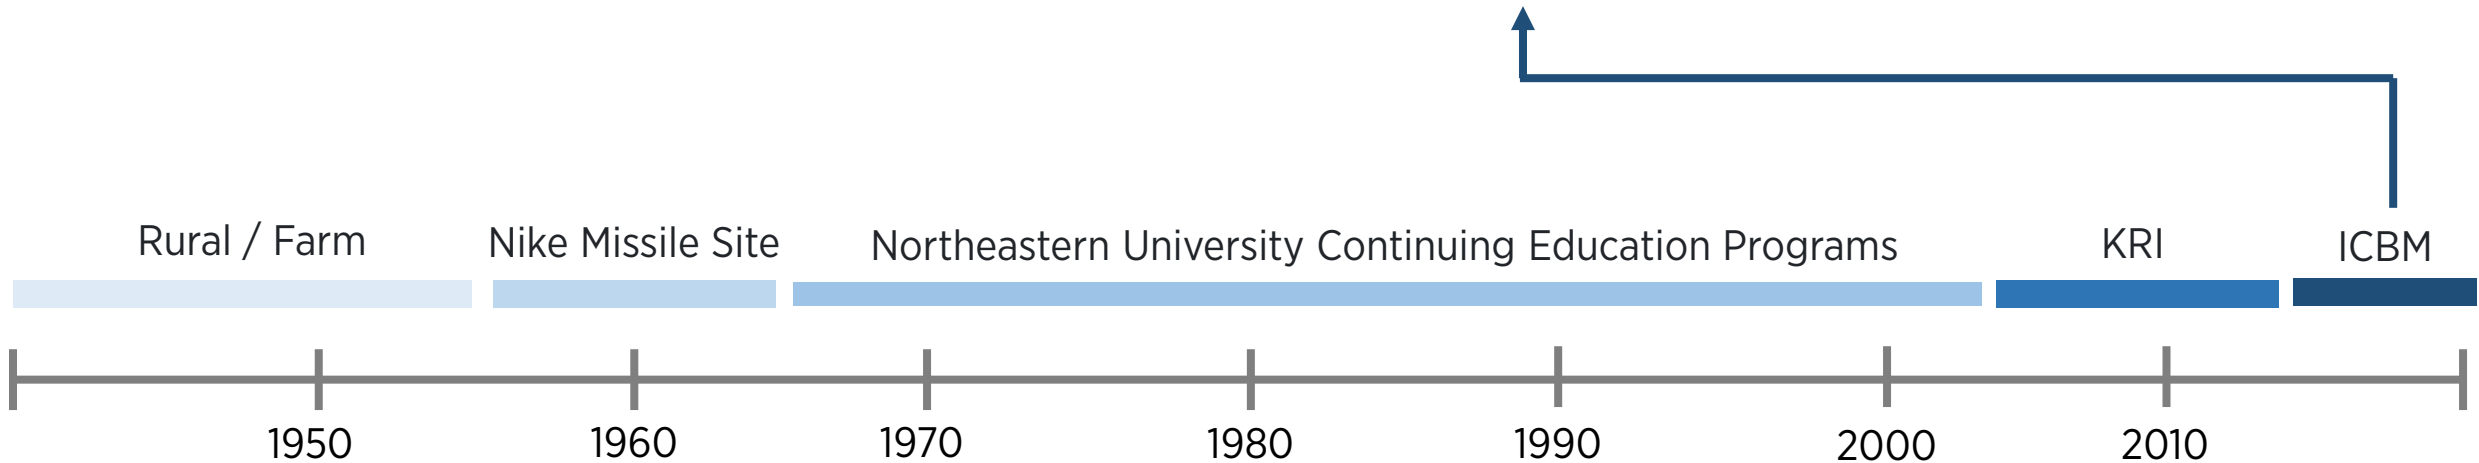 Rural / Farm
Nike Missile Site
Northeastern University Continuing Education Programs
KRI
ICBM
1950
1960
1970
1980
1990
2000
2010